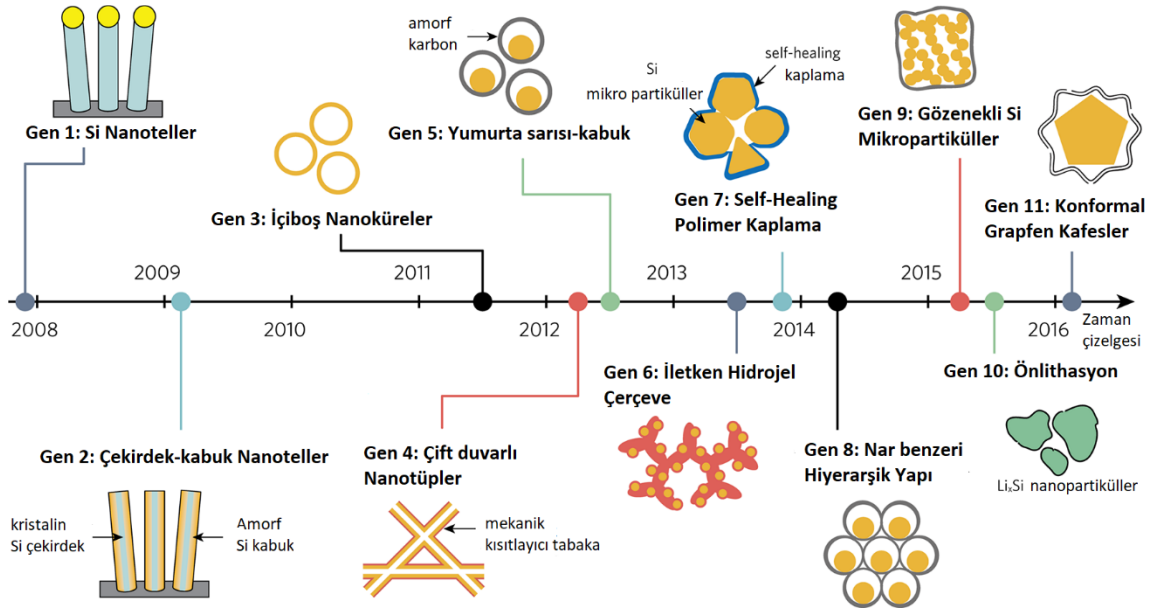 amorf
karbon
Gen 1: Si Nanoteller
Gen 5: Yumurta sarısı-kabuk
Si
mikro partiküller
self-healing
kaplama
Gen 9: Gözenekli Si
Mikropartiküller
Gen 3: İçiboş Nanoküreler
Gen 7: Self-Healing
Polimer Kaplama
Gen 11: Konformal
Grapfen Kafesler
2008
2009
2010
2011
2012
2013
2014
2015
2016
Zaman
çizelgesi
Gen 2: Çekirdek-kabuk Nanoteller
kristalin
Si çekirdek
Amorf
Si kabuk
Gen 4: Çift duvarlı
Nanotüpler
mekanik
kısıtlayıcı tabaka
Gen 6: İletken Hidrojel
Çerçeve
Gen 8: Nar benzeri
Hiyerarşik Yapı
Gen 10: Önlithasyon
LiₓSi nanopartiküller